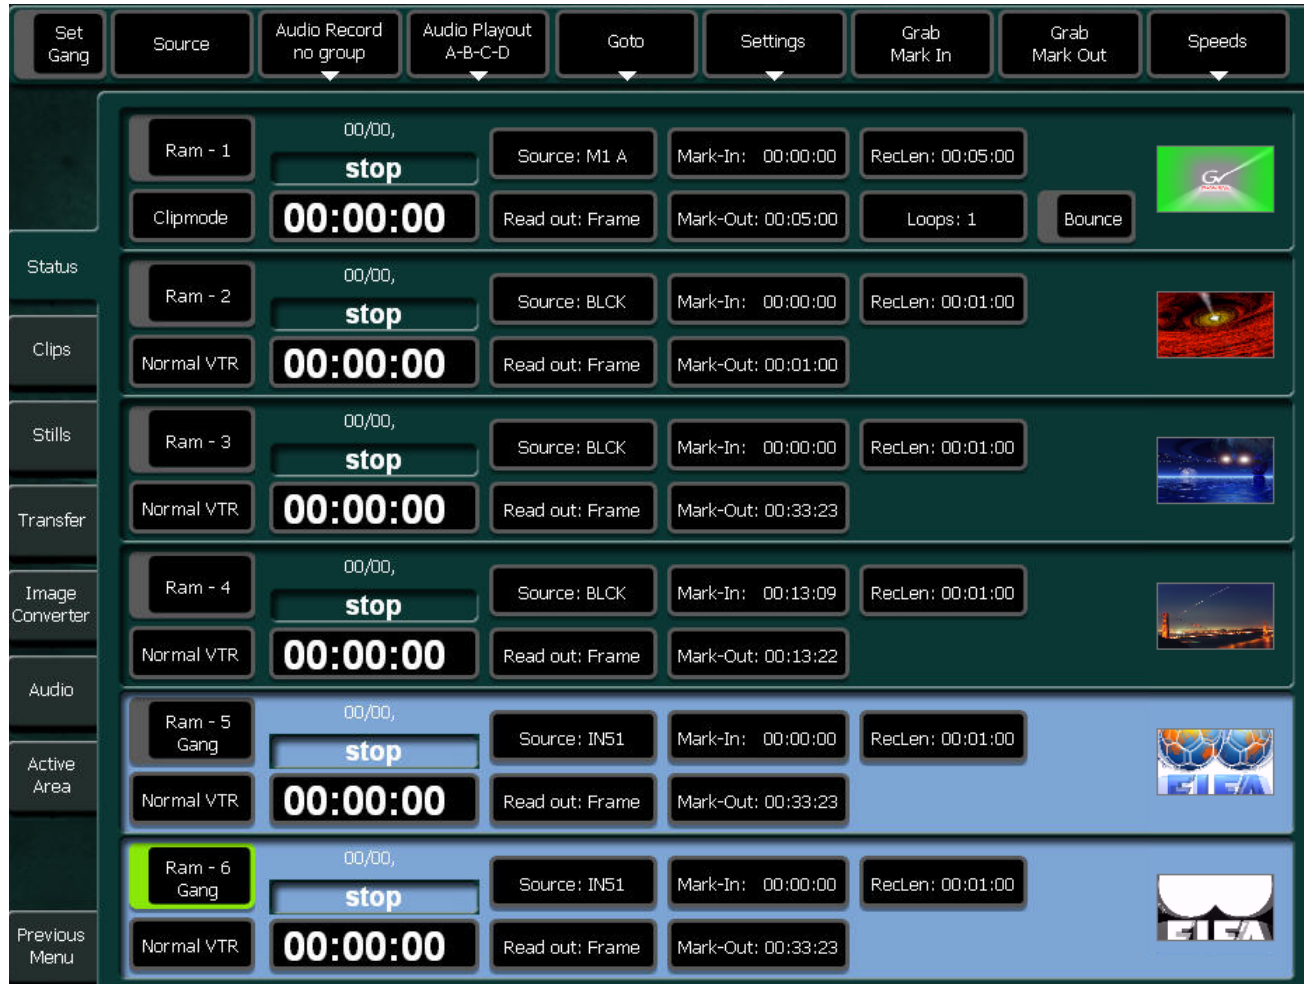 Set
Gang
Source
Audio Record
no group
Audio Playout
A-B-C-D
Goto
Settings
Grab
Mark In
Grab
Mark Out
Speeds
Status
Clips
Stills
Transfer
Image
Converter
Audio
Active
Area
Previous
Menu
Ram - 1
00/00,
stop
Source: M1 A
Mark-In: 00:00:00
RecLen: 00:05:00
Clipmode
00:00:00
Read out: Frame
Mark-Out: 00:05:00
Loops: 1
Bounce
Ram - 2
00/00,
stop
Source: BLCK
Mark-In: 00:00:00
RecLen: 00:01:00
Normal VTR
00:00:00
Read out: Frame
Mark-Out: 00:01:00
Ram - 3
00/00,
stop
Source: BLCK
Mark-In: 00:00:00
RecLen: 00:01:00
Normal VTR
00:00:00
Read out: Frame
Mark-Out: 00:33:23
Ram - 4
00/00,
stop
Source: BLCK
Mark-In: 00:13:09
RecLen: 00:01:00
Normal VTR
00:00:00
Read out: Frame
Mark-Out: 00:13:22
Ram - 5
Gang
00/00,
stop
Source: IN51
Mark-In: 00:00:00
RecLen: 00:01:00
FIFA
Normal VTR
00:00:00
Read out: Frame
Mark-Out: 00:33:23
Ram - 6
Gang
00/00,
stop
Source: IN51
Mark-In: 00:00:00
RecLen: 00:01:00
FIFA
Normal VTR
00:00:00
Read out: Frame
Mark-Out: 00:33:23